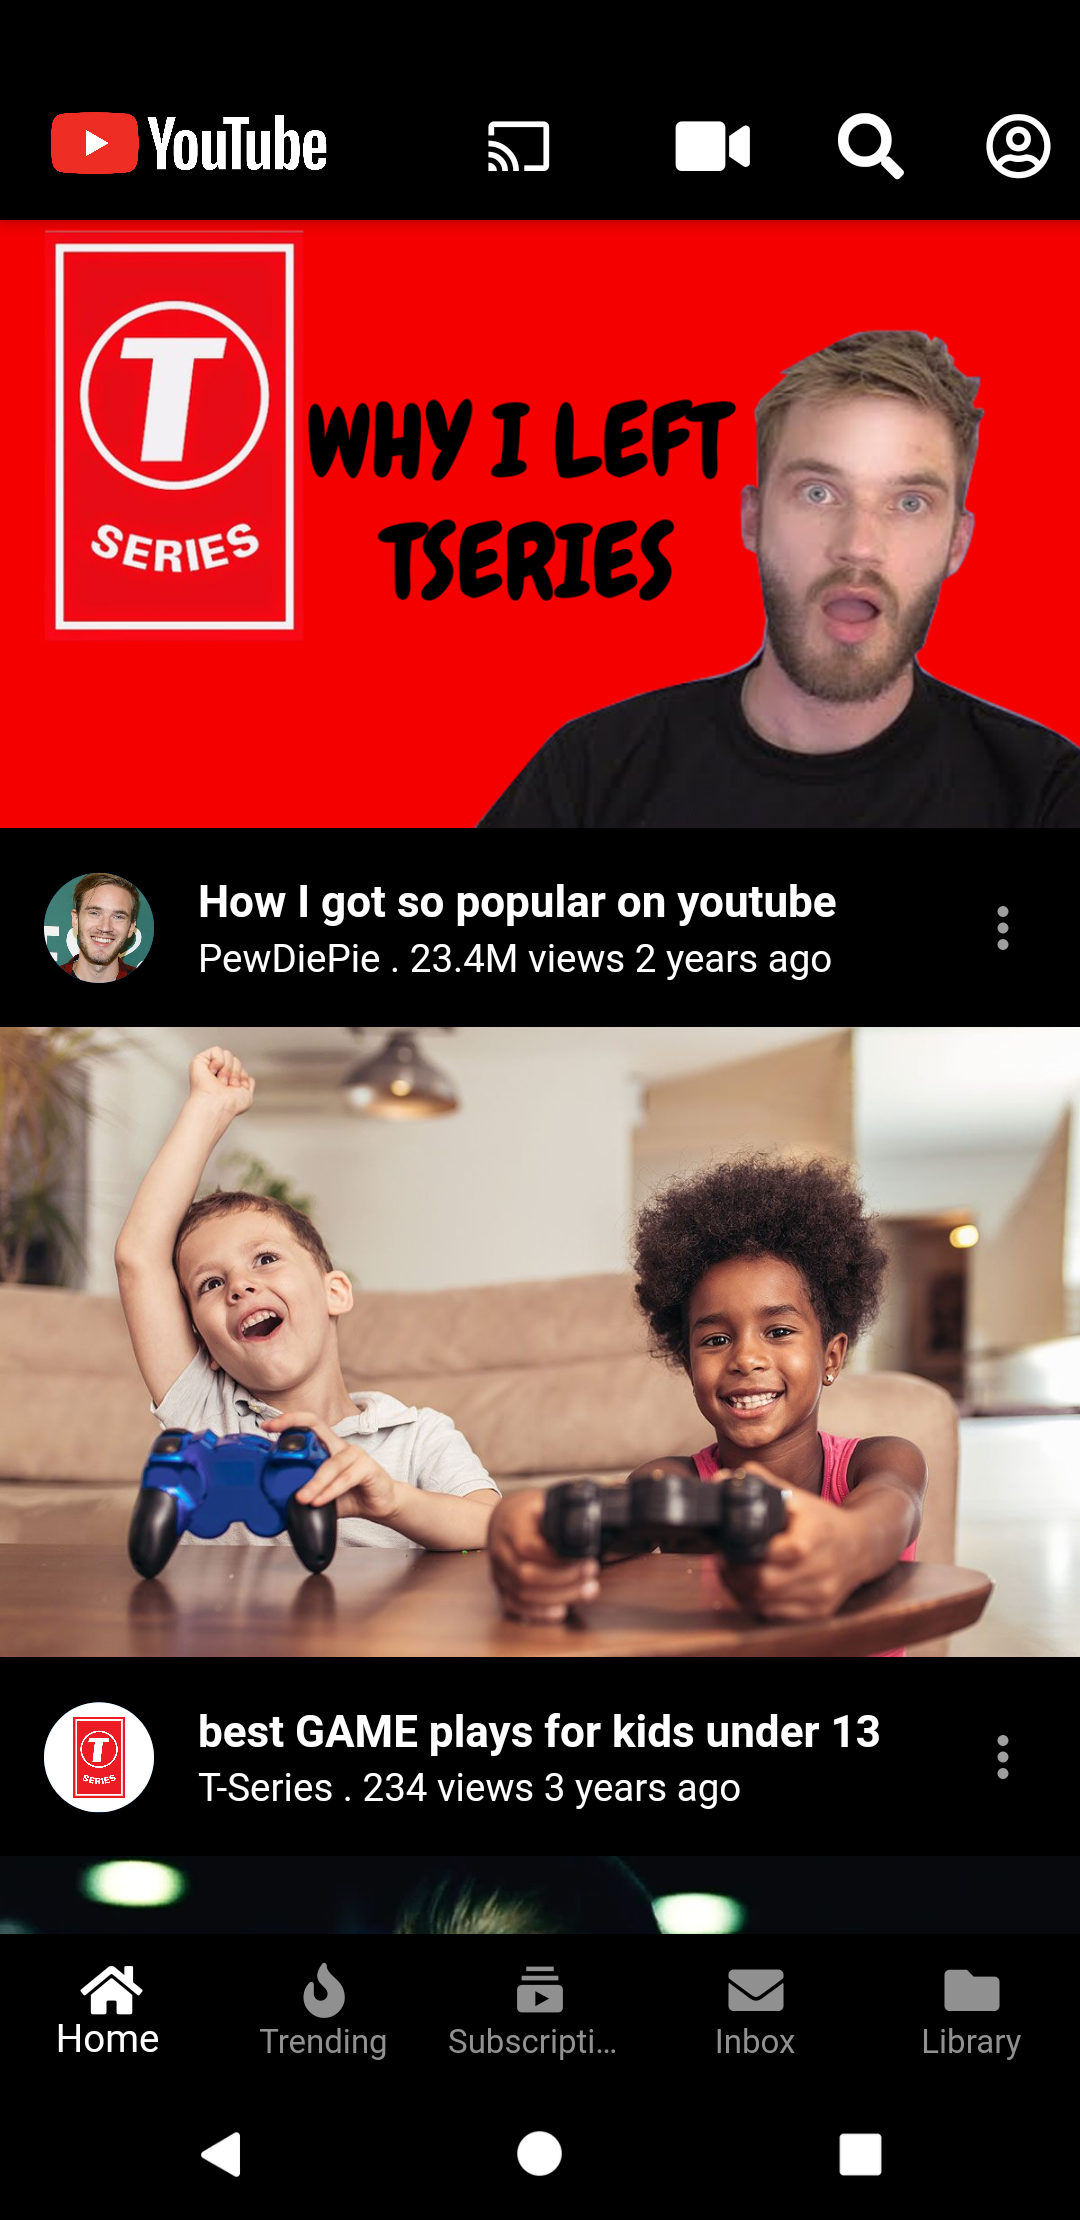 YouTube
T
SERIES
WHY I LEFT
TSERIES
How I got so popular on youtube
PewDiePie . 23.4M views 2 years ago
T
SERIES
best GAME plays for kids under 13
T-Series . 234 views 3 years ago
Home
Trending
Subscripti...
Inbox
Library